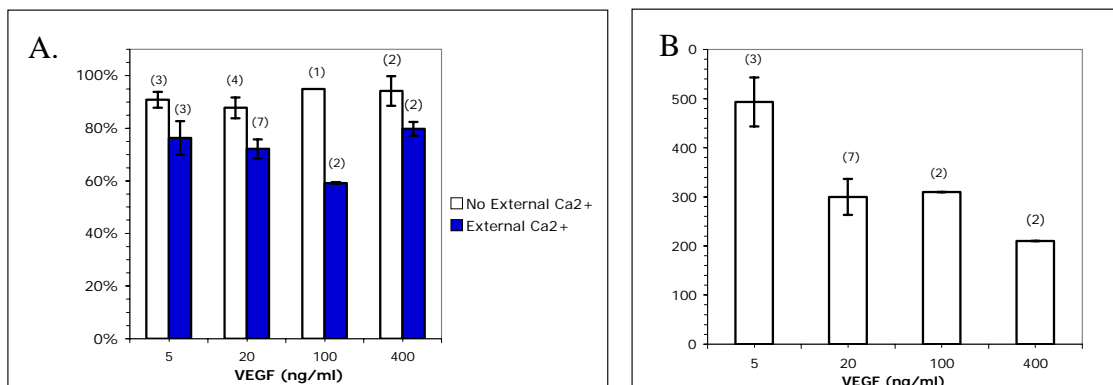 A.
(3) (3) (4) (7) (1) (2) (2) (2)
100%
80%
60%
40%
20%
0%
5 20 100 400
VEGF (ng/ml)
No External Ca2+
External Ca2+
B
(3) (7) (2) (2)
0
500
400
300
200
100
0
5 20 100 400
VEGF (ng/ml)